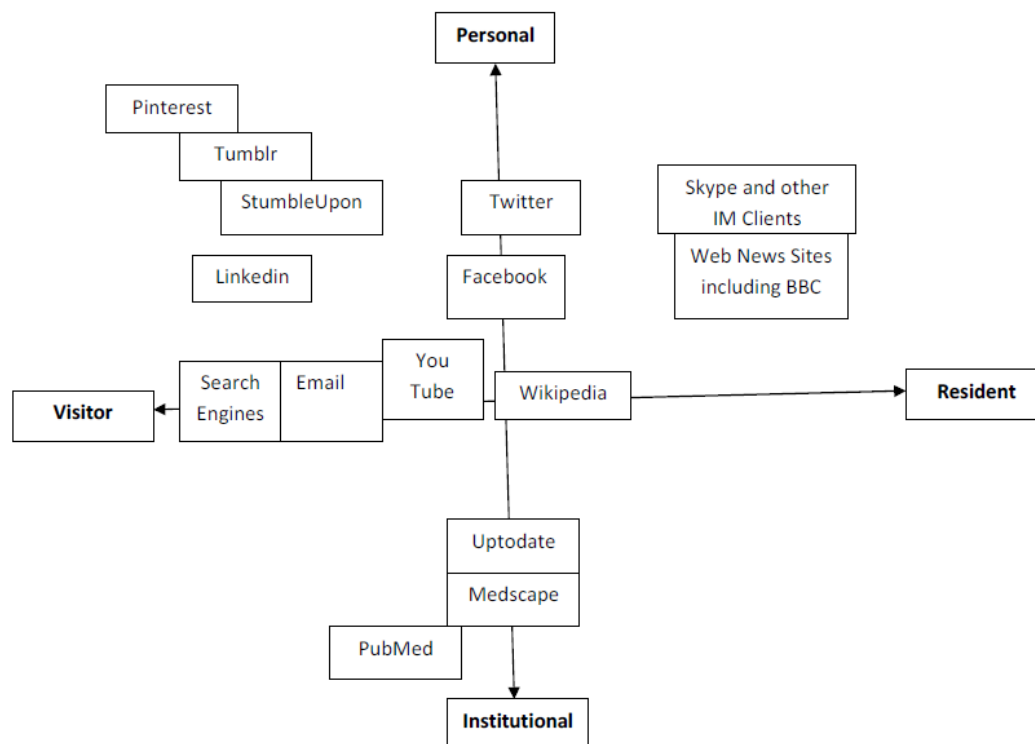 Personal
Pinterest
Tumblr
StumbleUpon
Twitter
Skype and other
IM Clients
Linkedin
Facebook
Web News Sites
including BBC
Visitor
Search
Engines
Email
You
Tube
Wikipedia
Resident
Uptodate
Medscape
PubMed
Institutional